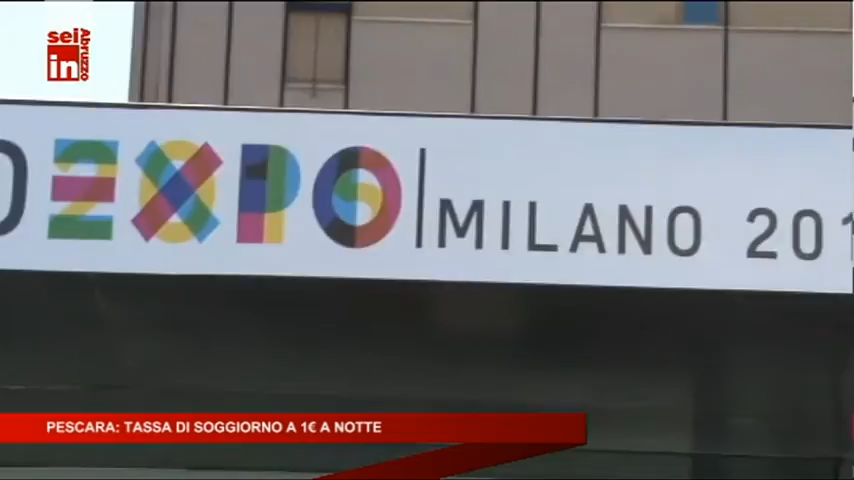 sei
in
Abruzzo
EXPO MILANO 201
PESCARA: TASSA DI SOGGIORNO A 1€ A NOTTE